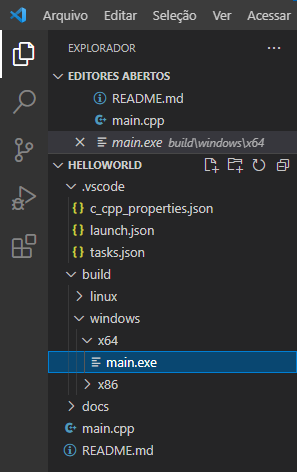 Arquivo Editar Seleção Ver Acessar
EXPLORADOR
EDITORES ABERTOS
README.md
main.cpp
main.exe build\windows\x64
HELLOWORLD
.vscode
{} c_cpp_properties.json
{} launch.json
{} tasks.json
build
linux
windows
x64
main.exe
x86
docs
main.cpp
README.md